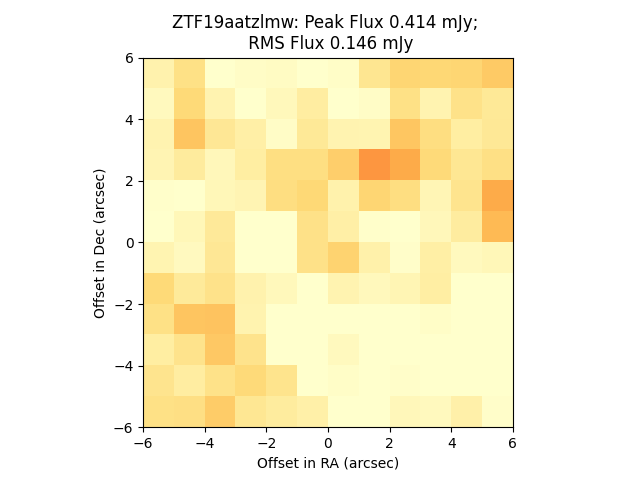 ZTF19aatzlmw: Peak Flux 0.414 mJy;
RMS Flux 0.146 mJy
6
4
2
0
−2
−4
−6
Offset in Dec (arcsec)
−6 −4 −2 0 2 4 6
Offset in RA (arcsec)